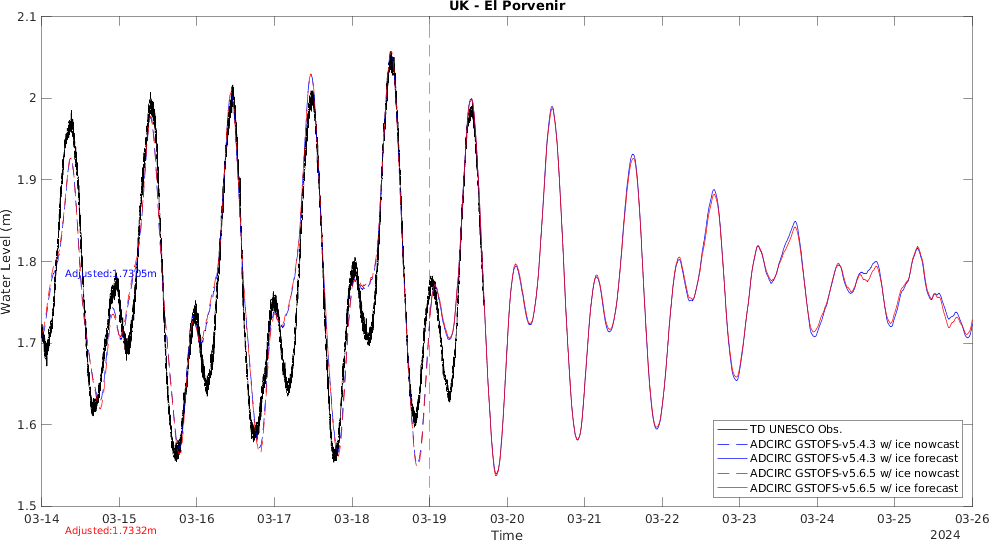 UK - El Porvenir
2.1
2
1.9
1.8
1.7
1.6
1.5
Water Level (m)
Adjusted:1.7305m
Adjusted:1.7332m
TD UNESCO Obs.
ADCIRC GSTOFS-v5.4.3 w/ ice nowcast
ADCIRC GSTOFS-v5.4.3 w/ ice forecast
ADCIRC GSTOFS-v5.6.5 w/ ice nowcast
ADCIRC GSTOFS-v5.6.5 w/ ice forecast
03-14 03-15 03-16 03-17 03-18 03-19 03-20 03-21 03-22 03-23 03-24 03-25 03-26
Time
2024